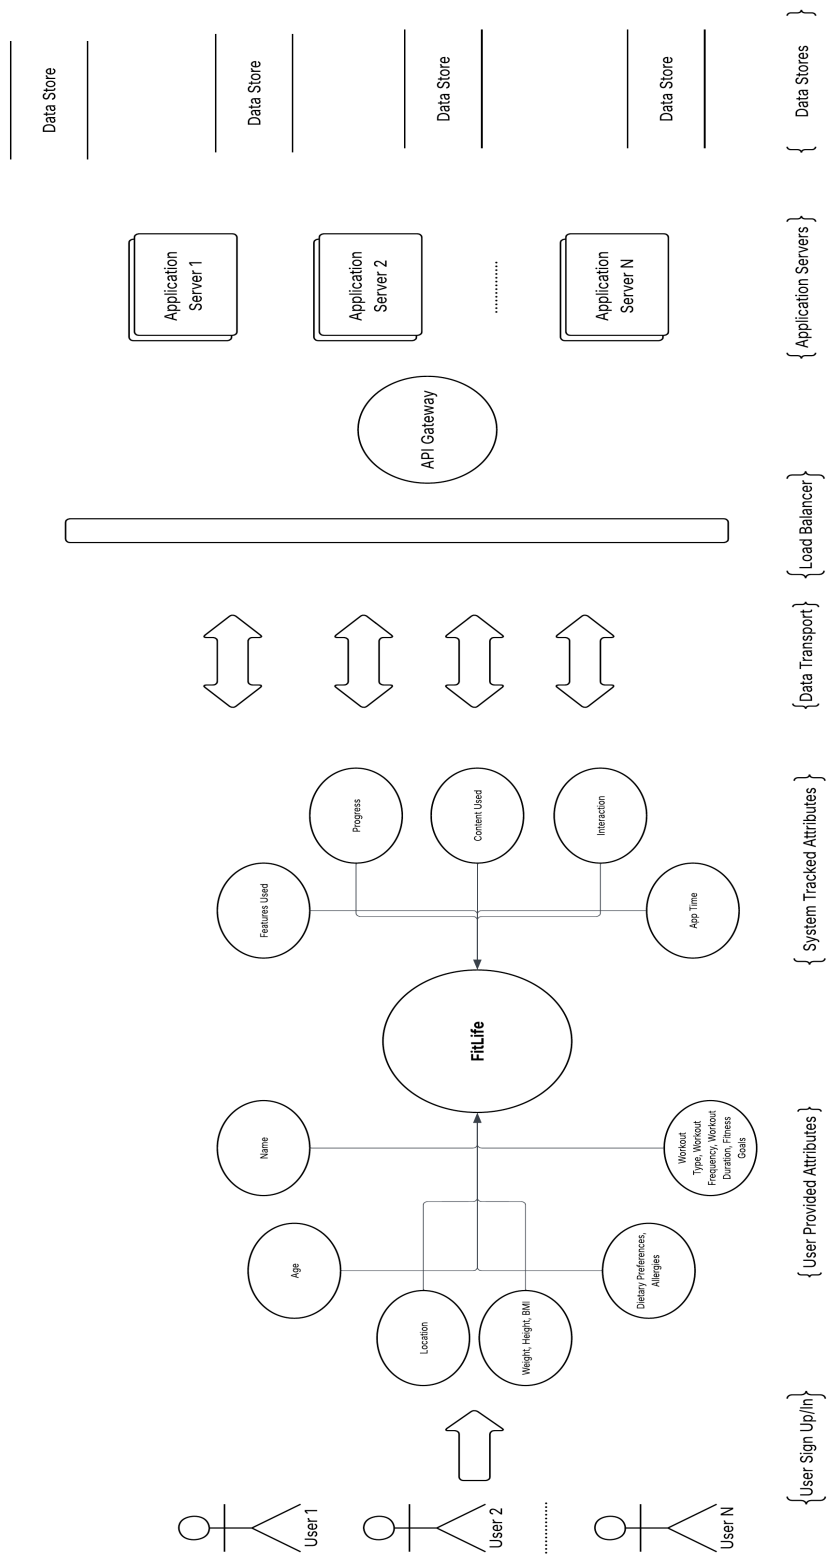 User 1
User 2
User N
{User Sign Up/In}
Age
Location
Weight, Height, BMI
Dietary Preferences,
Allergies
Name
Workout
Type, Workout
Frequency, Workout
Duration, Fitness
Goals
{ User Provided Attributes }
FitLife
Features Used
Progress
Content Used
Interaction
App Time
{ System Tracked Attributes }
{Data Transport}
{Load Balancer}
API Gateway
Application
Server 1
Application
Server 2
Application
Server N
{ Application Servers }
Data Store
Data Store
Data Store
Data Store
{ Data Stores }